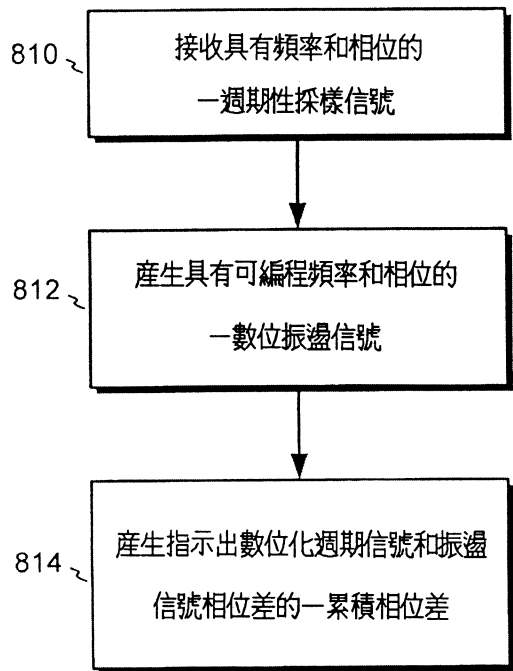 810
接收具有頻率和相位的
一週期性採樣信號
812
產生具有可編程頻率和相位的
一數位振盪信號
814
產生指示出數位化週期信號和振盪
信號相位差的一累積相位差